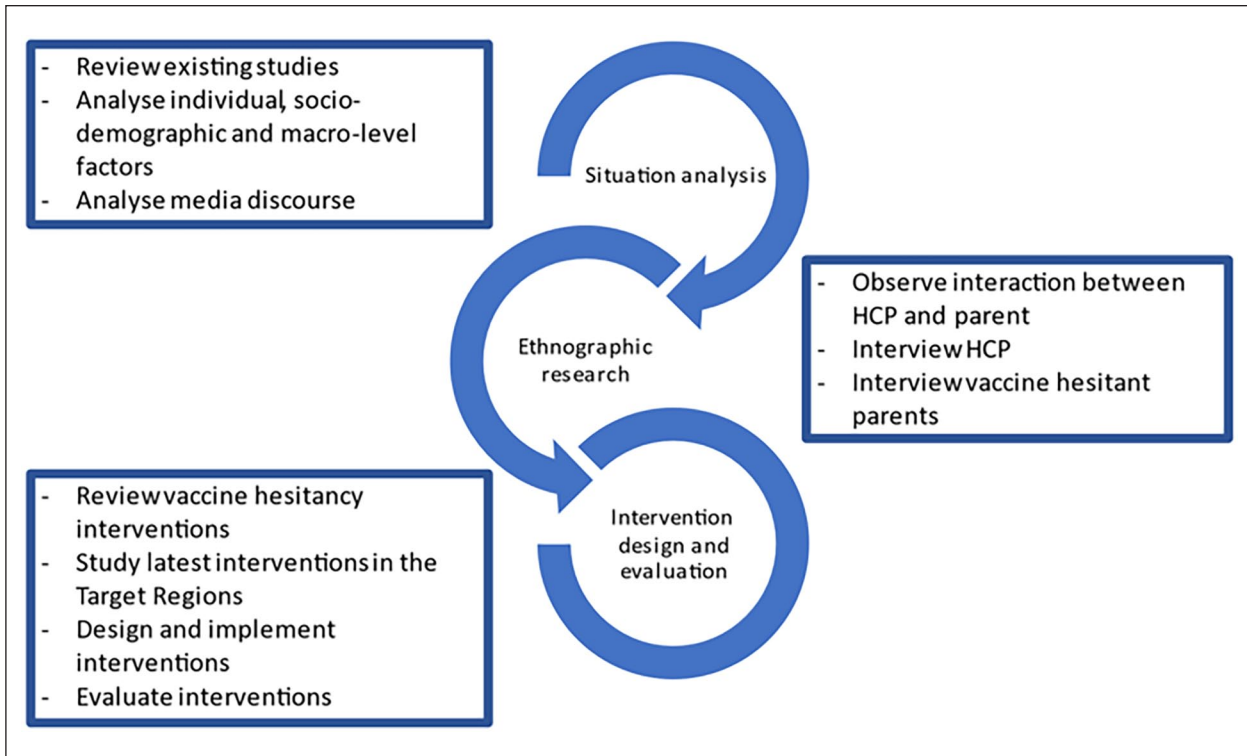 - Review existing studies
- Analyse individual, socio-
demographic and macro-level
factors
- Analyse media discourse
Situation analysis
- Observe interaction between
HCP and parent
- Interview HCP
- Interview vaccine hesitant
parents
Ethnographic
research
- Review vaccine hesitancy
interventions
- Study latest interventions in the
Target Regions
- Design and implement
interventions
- Evaluate interventions
Intervention
design and
evaluation